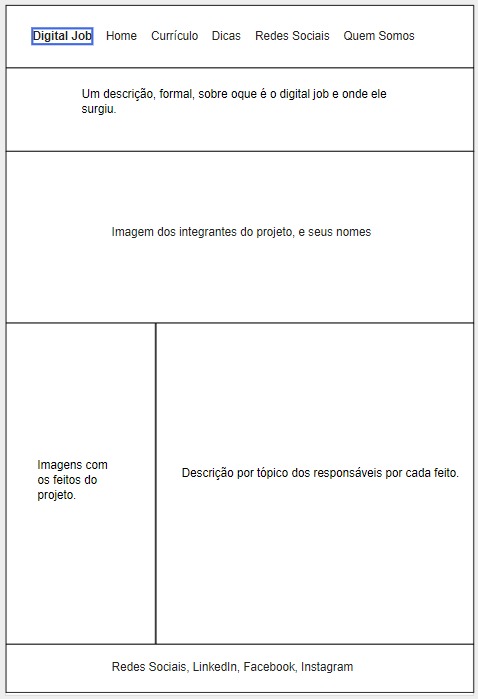 Digital Job Home Currículo Dicas Redes Sociais Quem Somos
Um descrição, formal, sobre oque é o digital job e onde ele
surgiu.
Imagem dos integrantes do projeto, e seus nomes
Imagens com
os feitos do
projeto.
Descrição por tópico dos responsáveis por cada feito.
Redes Sociais, LinkedIn, Facebook, Instagram